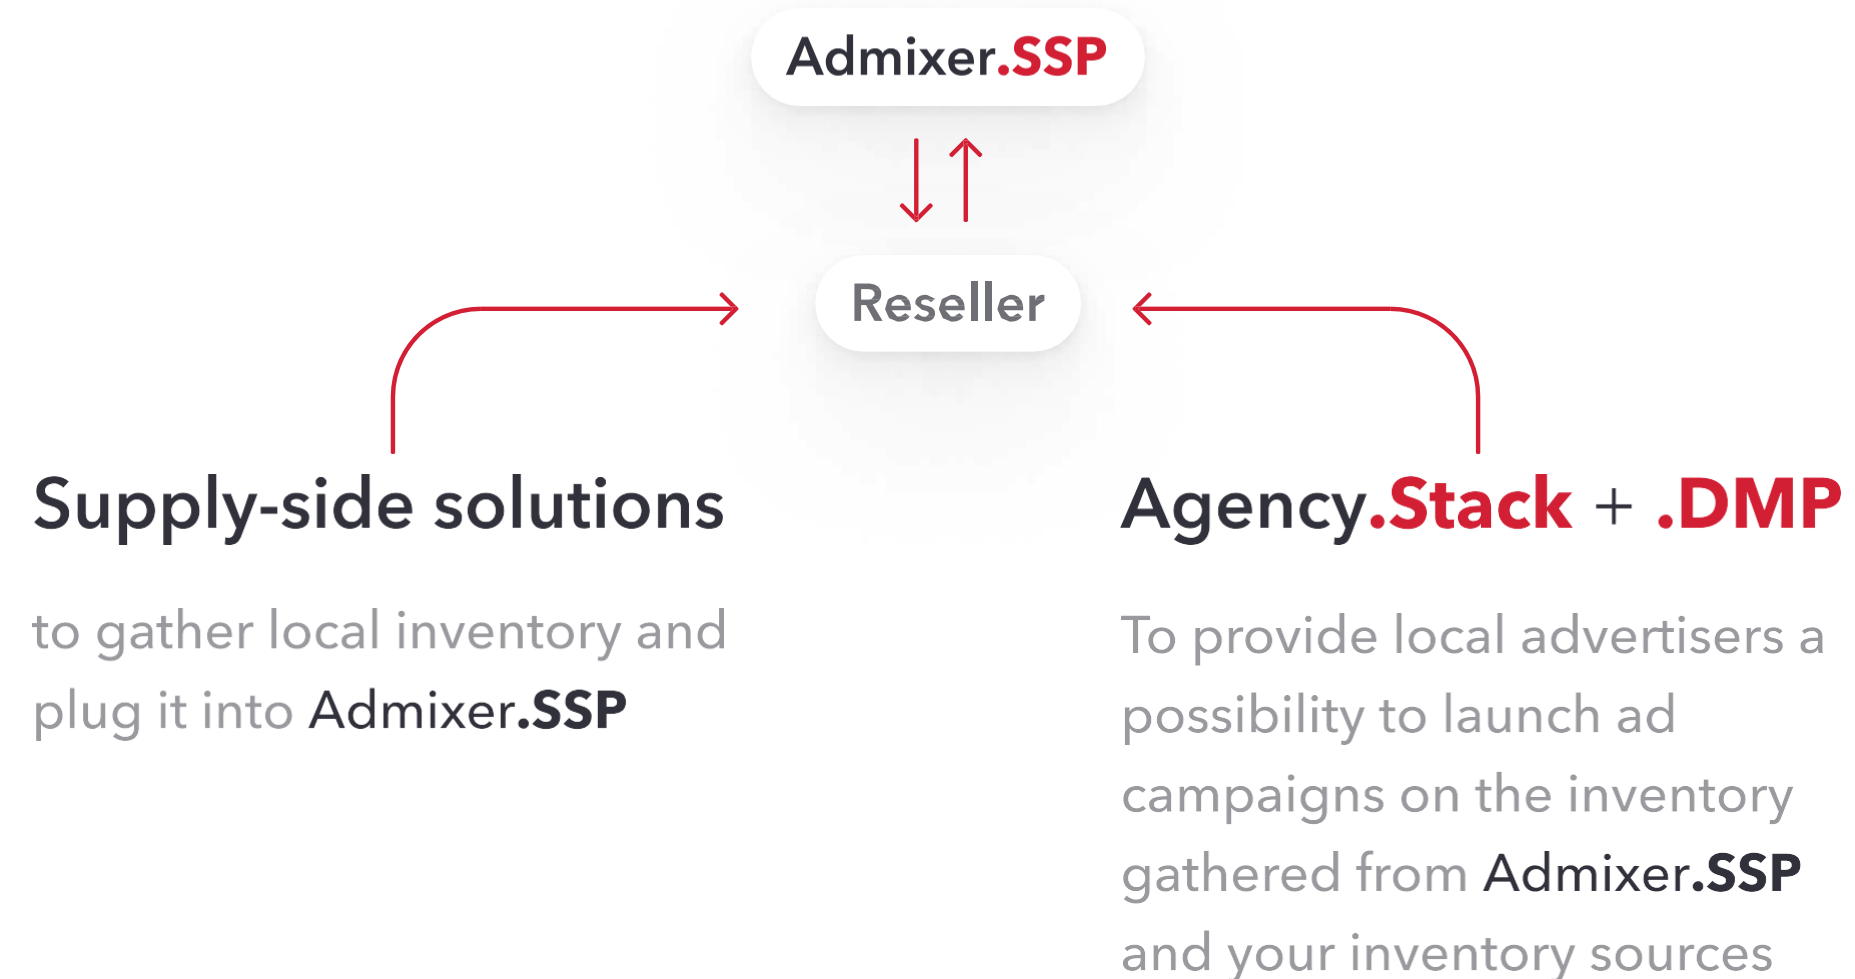 Admixer.SSP
Reseller
Supply-side solutions
to gather local inventory and
plug it into Admixer.SSP
Agency.Stack + .DMP
To provide local advertisers a
possibility to launch ad
campaigns on the inventory
gathered from Admixer.SSP
and your inventory sources